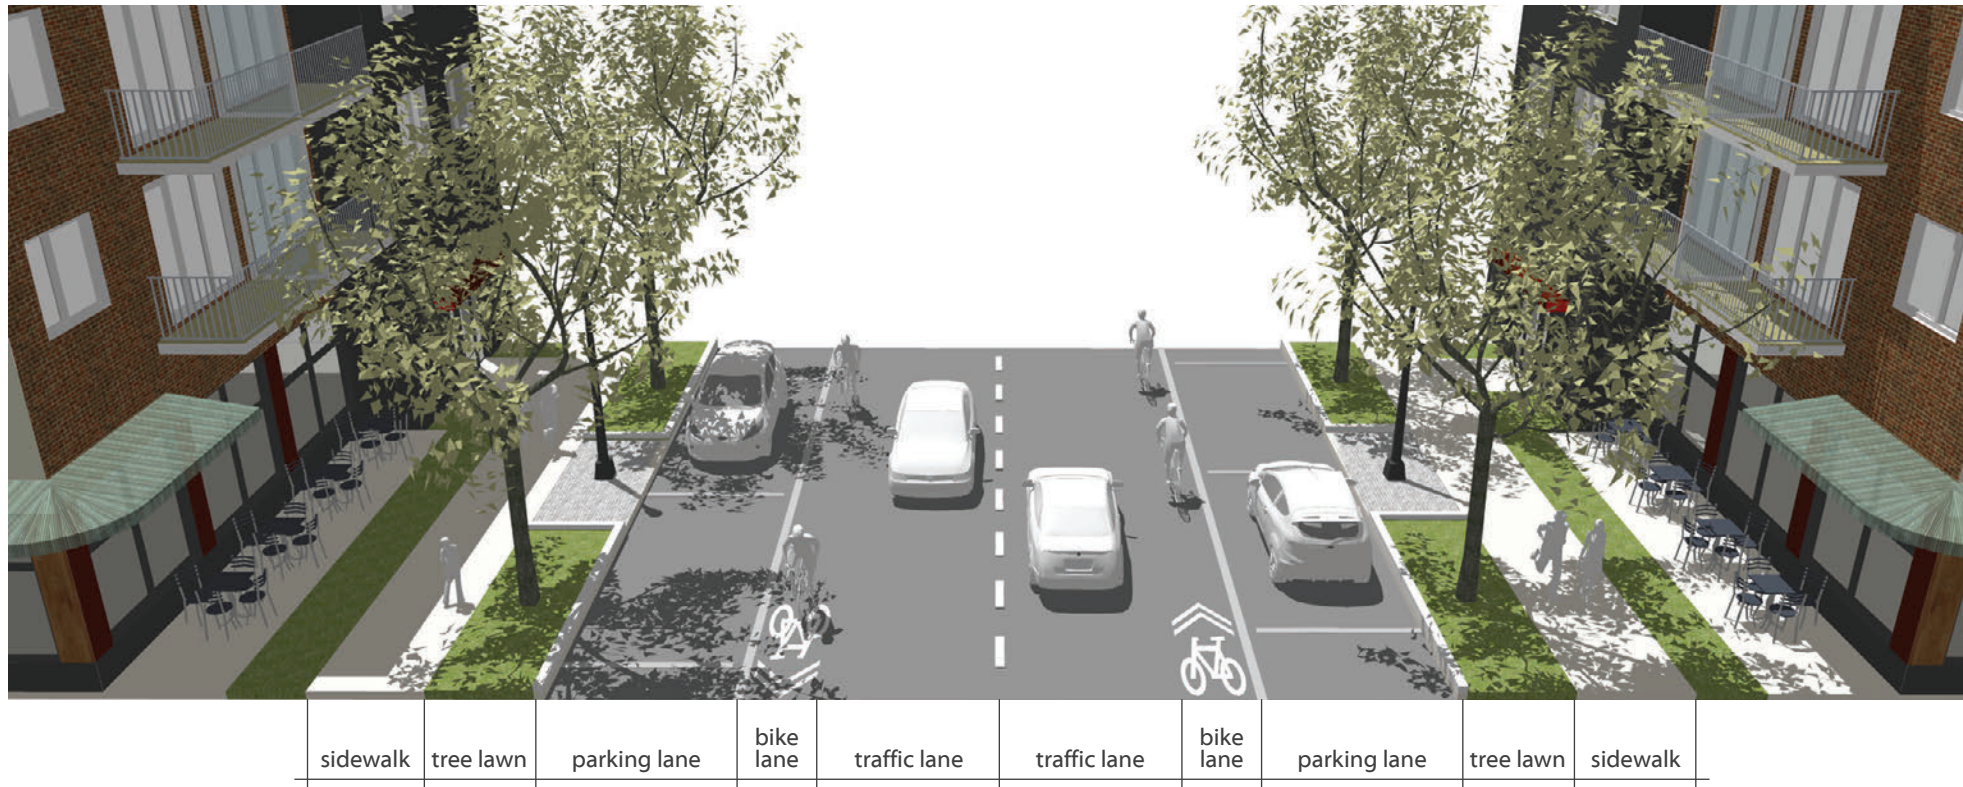 sidewalk
tree lawn
parking lane
bike
lane
traffic lane
traffic lane
bike
lane
parking lane
tree lawn
sidewalk